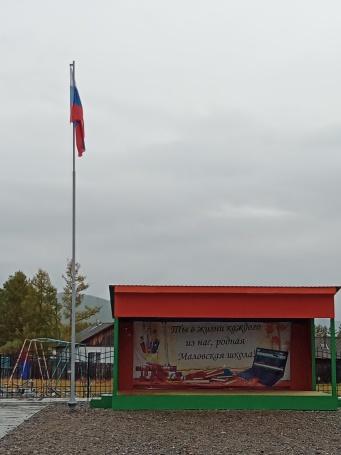 Ты в жизни каждого
из нас, родная
Маловская школа!